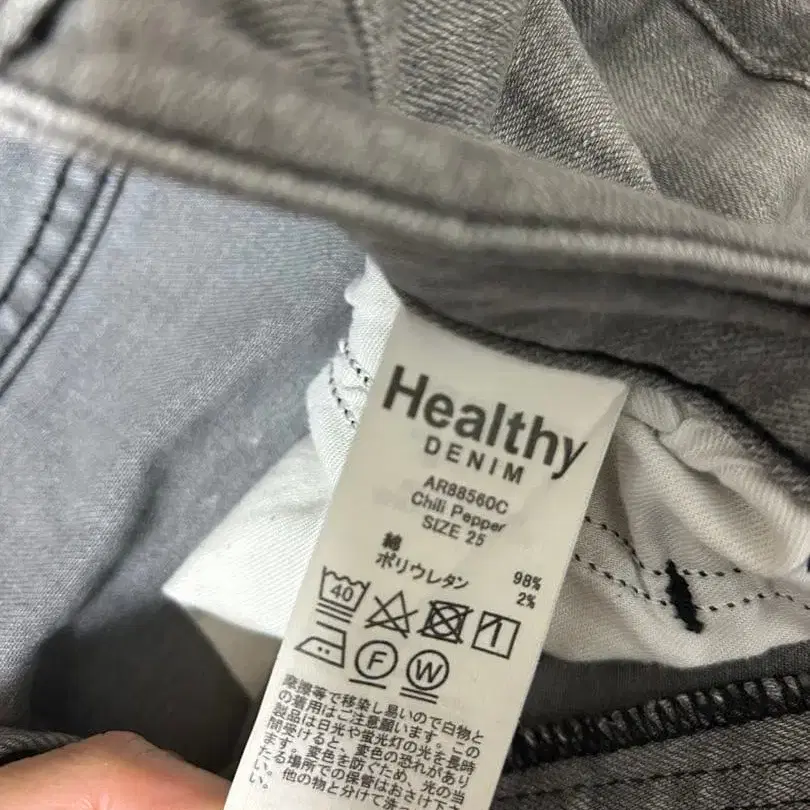 Healthy
DENIM
AR88560C
Chili Pepper
SIZE 25
綿 98%
ポリウレタン 2%
40
F W
摩擦等で移染し易いので白物と
の着用はご注意願います。この
製品は日光や蛍光灯の光を長時
間受けると、変色の恐れがあり
ます。変色を防ぐため、光の当
たる場所での保管はおさけ下さ
い。他の物と分けて洗っ